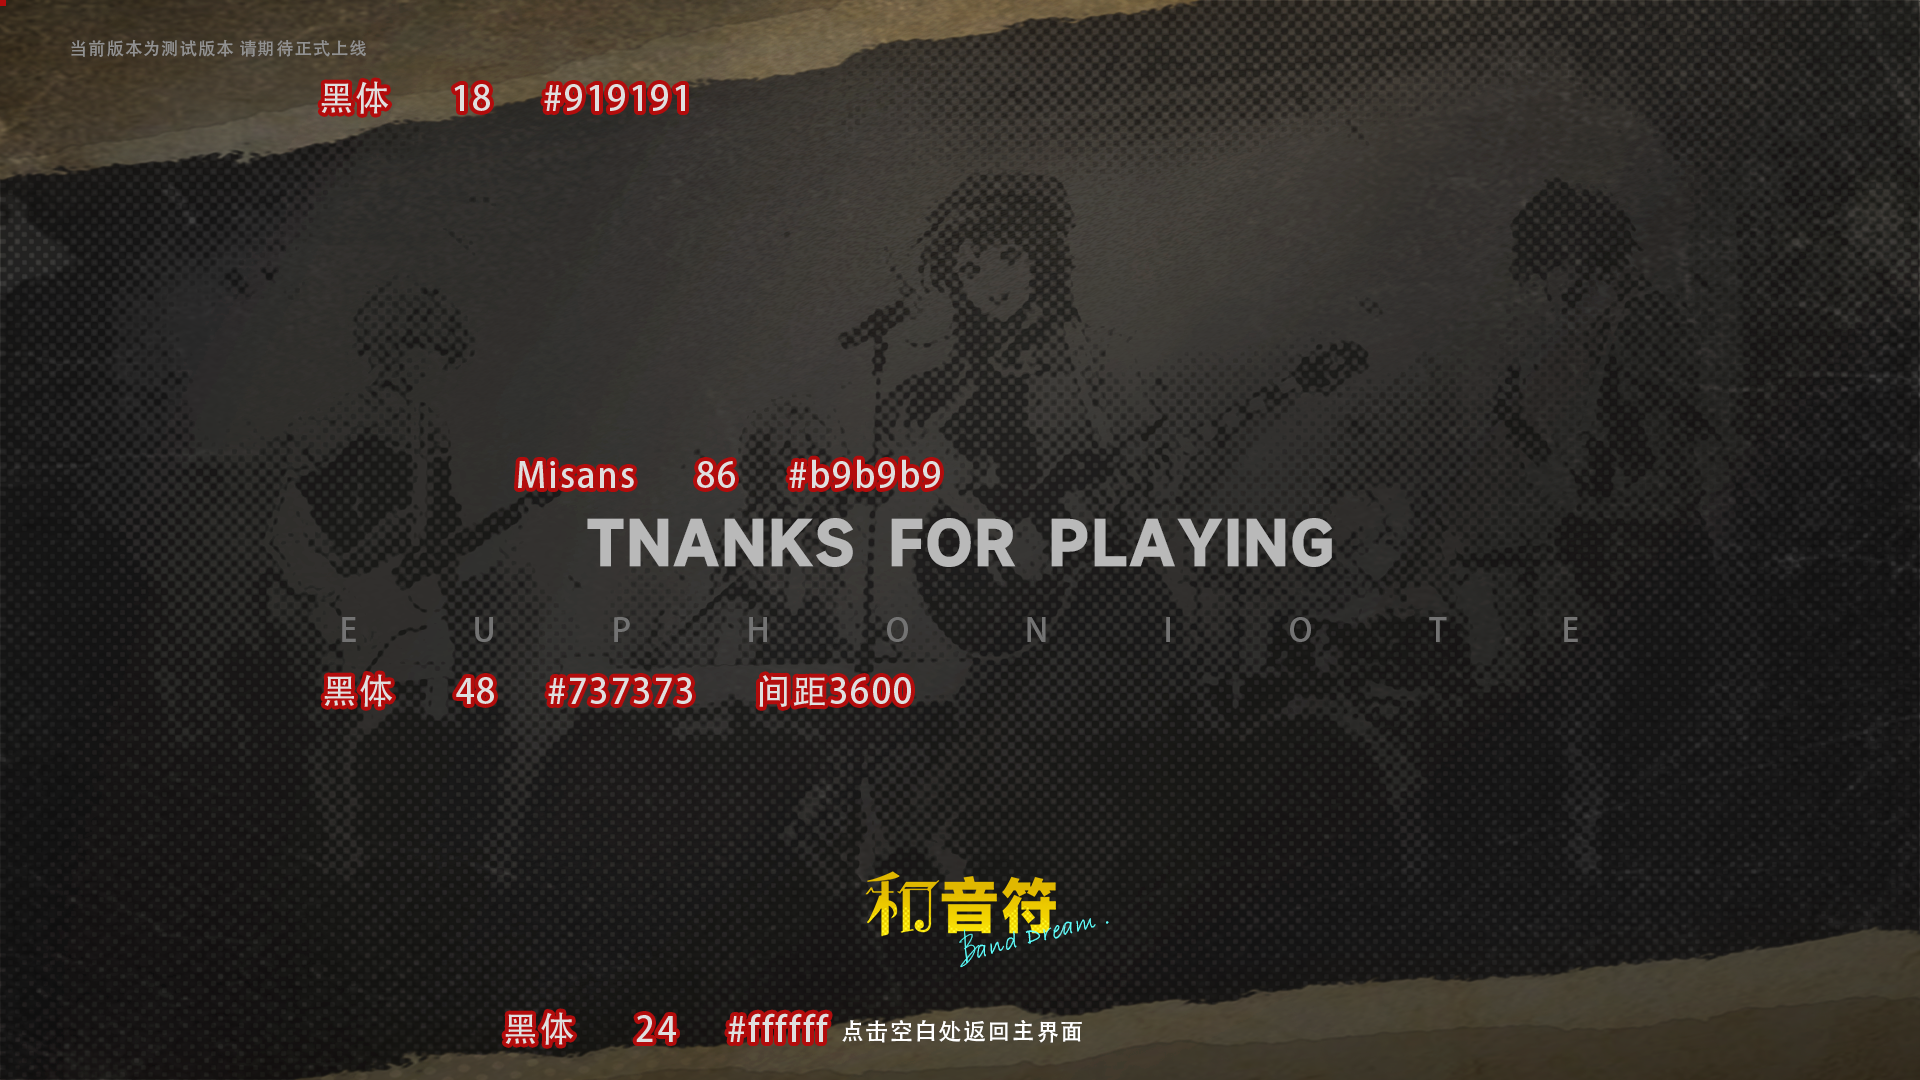 当前版本为测试版本 请期待正式上线
黑体 18 #919191
Misans 86 #b9b9b9
TNANKS FOR PLAYING
E U P H O N I O T E
黑体 48 #737373 间距3600
和音符
Band Dream .
黑体 24 #ffffff 点击空白处返回主界面